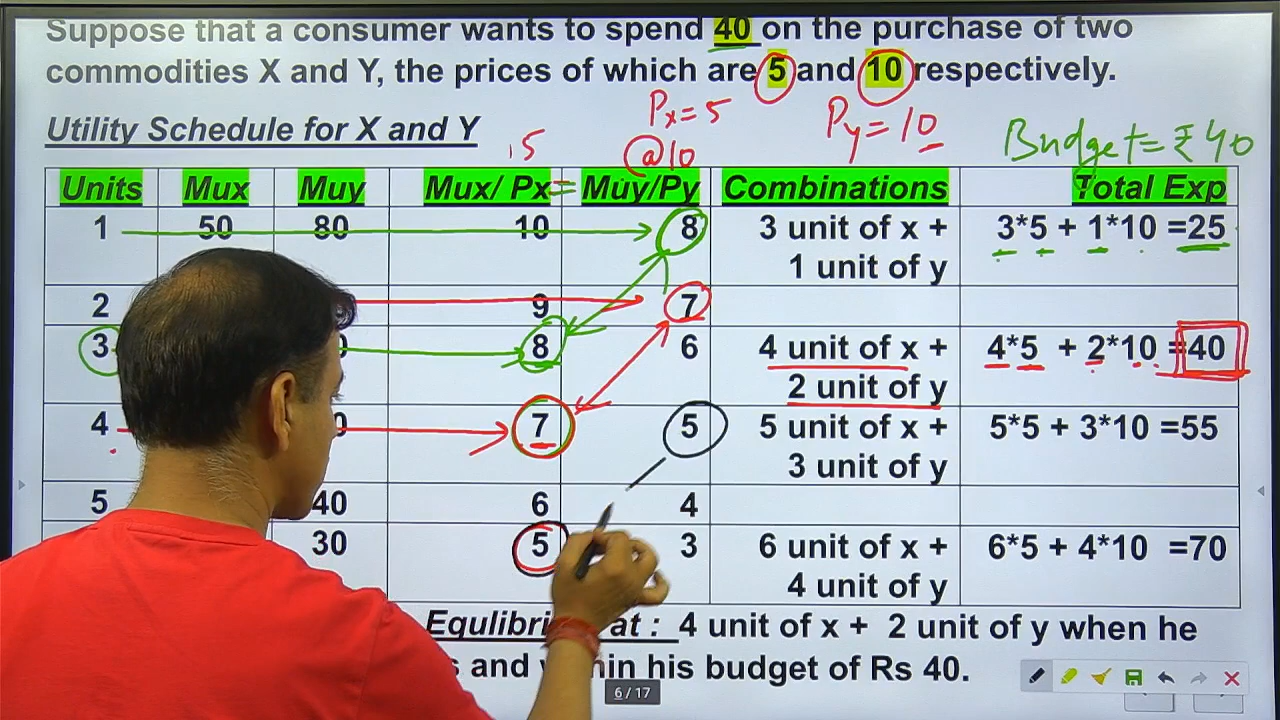 Suppose that a consumer wants to spend 40 on the purchase of two
commodities X and Y, the prices of which are 5 and 10 respectively.
Px=5
Py=10
Utility Schedule for X and Y
@10
Budget=₹40
Units Mux Muy Mux/ Px = Muy/Py Combinations Total Exp
1 50 80 10 8 3 unit of x + 3*5 + 1*10 =25
1 unit of y
2 9 7
3 8 6 4 unit of x + 4*5 + 2*10 =40
2 unit of y
4 7 5 5 unit of x + 5*5 + 3*10 =55
3 unit of y
5 40 6 4
30 5 3 6 unit of x + 6*5 + 4*10 =70
4 unit of y
at : 4 unit of x + 2 unit of y when he
and his budget of Rs 40.
6 / 17